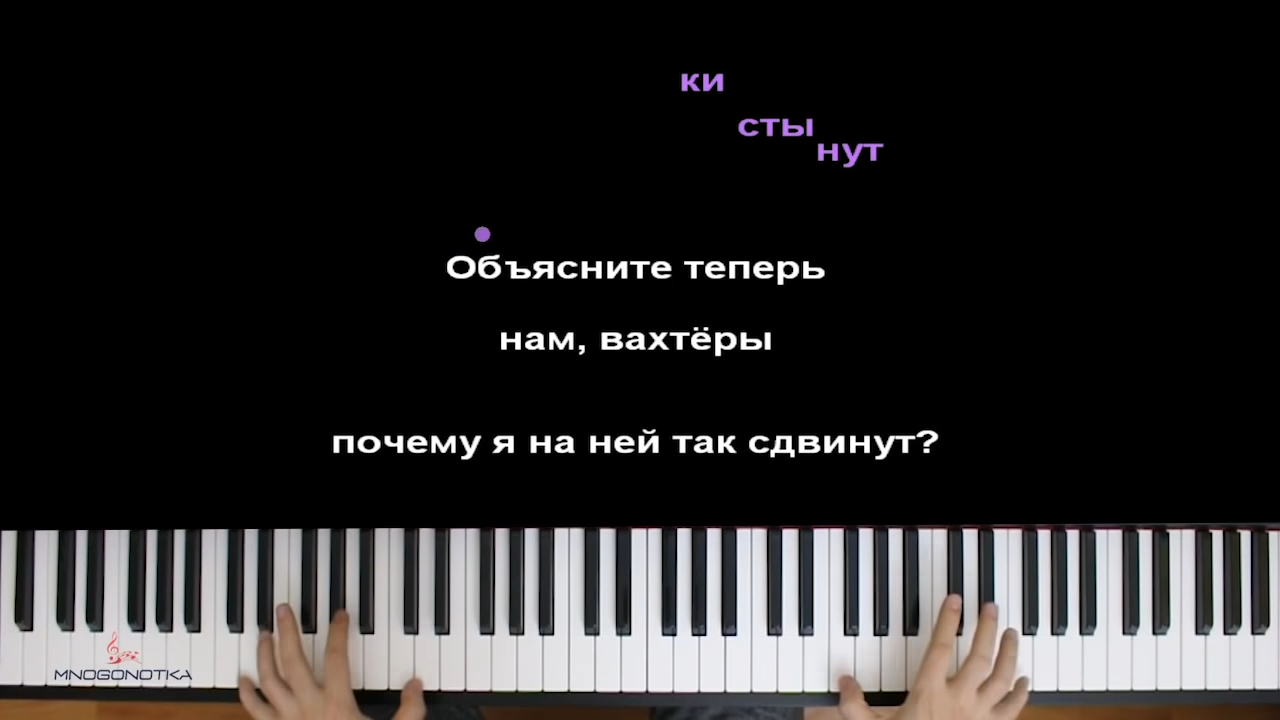 ки
сты
нут
Объясните теперь
нам, вахтёры
почему я на ней так сдвинут?
MNOGONOTKA